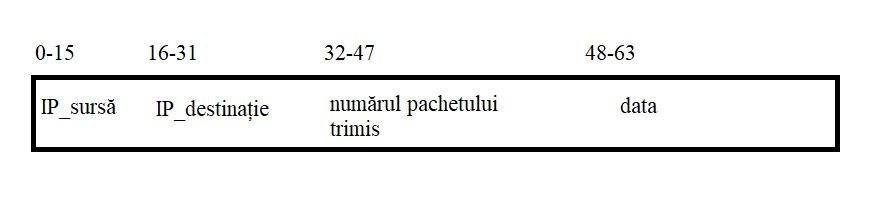 0-15 16-31 32-47 48-63
IP_sursă IP_destinație numărul pachetului data
trimis